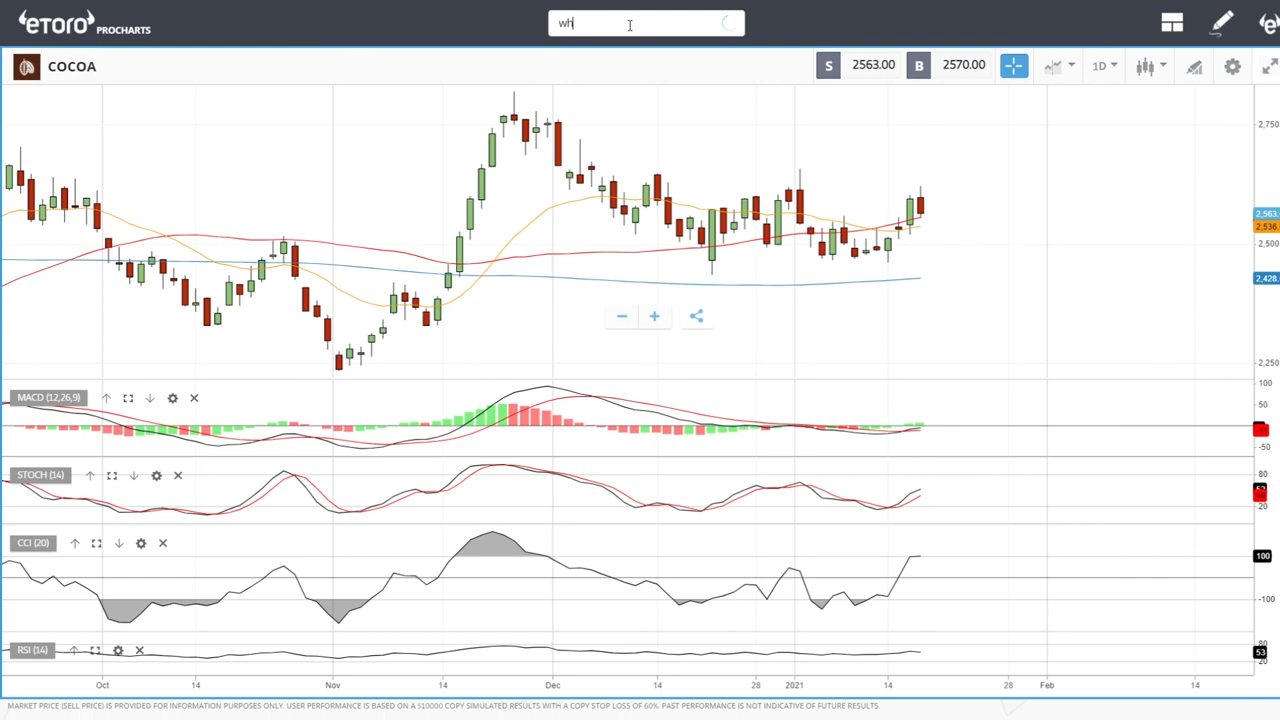 eToro PROCHARTS
wh
COCOA
S 2563.00 B 2570.00
1D
2,750
2,563.
2,536.
2,500
2,428.
2,250
MACD (12,26,9)
100
50
-50
STOCH (14)
80
20
CCI (20)
100
-100
RSI (14)
80
53
20
Oct 14 Nov 14 Dec 14 28 2021 14 28 Feb 14
MARKET PRICE (SELL PRICE) IS PROVIDED FOR INFORMATION PURPOSES ONLY. USER PERFORMANCE IS BASED ON A $10000 COPY SIMULATED RESULTS WITH A COPY STOP LOSS OF 60%. PAST PERFORMANCE IS NOT INDICATIVE OF FUTURE RESULTS.